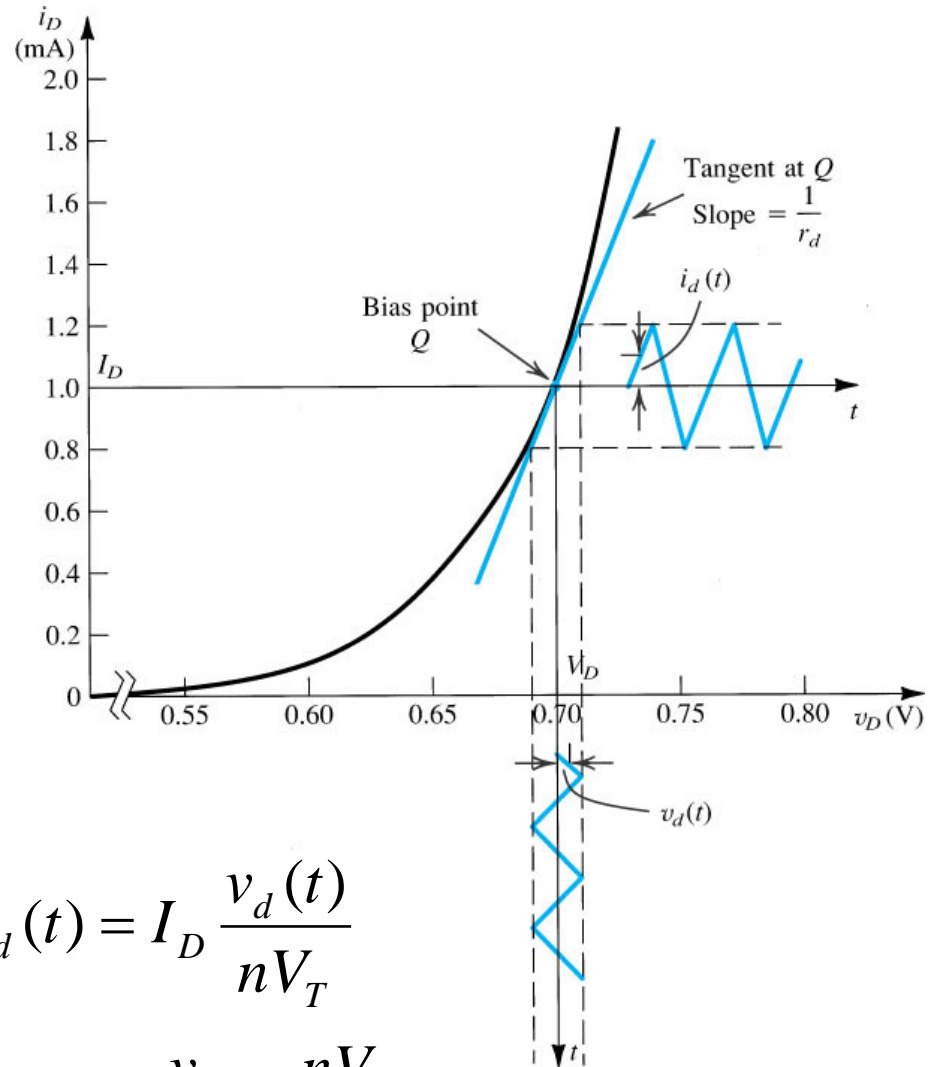 i_D
(mA)
2.0
1.8
Tangent at Q
1.6
Slope = 1/r_d
1.4
i_d(t)
Bias point
Q
1.2
I_D
1.0
t
0.8
0.6
0.4
0.2
V_D
0
0.55 0.60 0.65 0.70 0.75 0.80 v_D (V)
v_d(t)
d(t) = I_D v_d(t)/nV_T
t
v nV